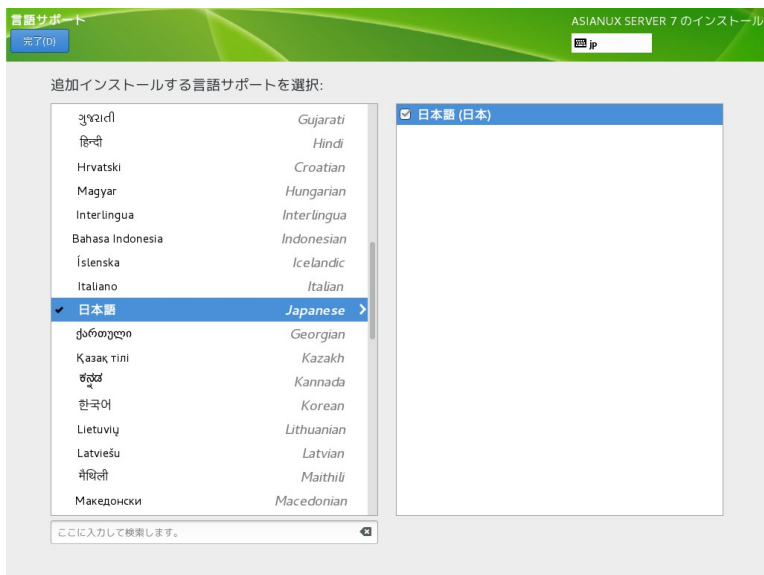 言語サポート
ASIANUX SERVER 7 のインストール
完了(D)
jp
追加インストールする言語サポートを選択:
ગુજરાતી Gujarati
हिन्दी Hindi
Hrvatski Croatian
Magyar Hungarian
Interlingua Interlingua
Bahasa Indonesia Indonesian
Íslenska Icelandic
Italiano Italian
日本語 Japanese
ქართული Georgian
Қазақ тілі Kazakh
ಕನ್ನಡ Kannada
한국어 Korean
Lietuvių Lithuanian
Latviešu Latvian
मैथिली Maithili
Македонски Macedonian
日本語 (日本)
ここに入力して検索します。